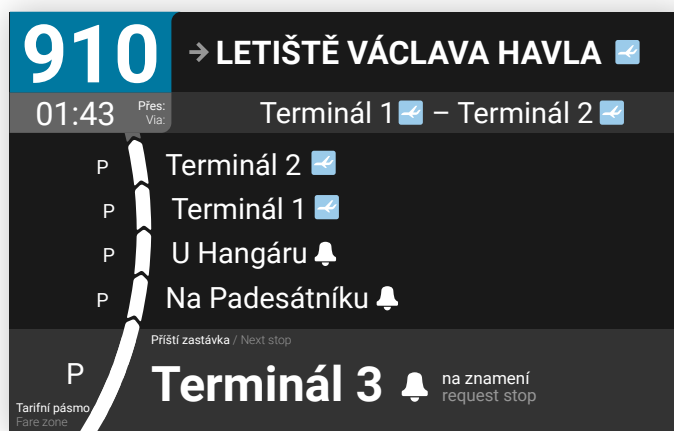 910 → LETIŠTĚ VÁCLAVA HAVLA
01:43 Přes: Terminál 1 – Terminál 2
Via:
P Terminál 2
P Terminál 1
P U Hangáru
P Na Padesátníku
Příští zastávka / Next stop
P Terminál 3 na znamení
request stop
Tarifní pásmo
Fare zone